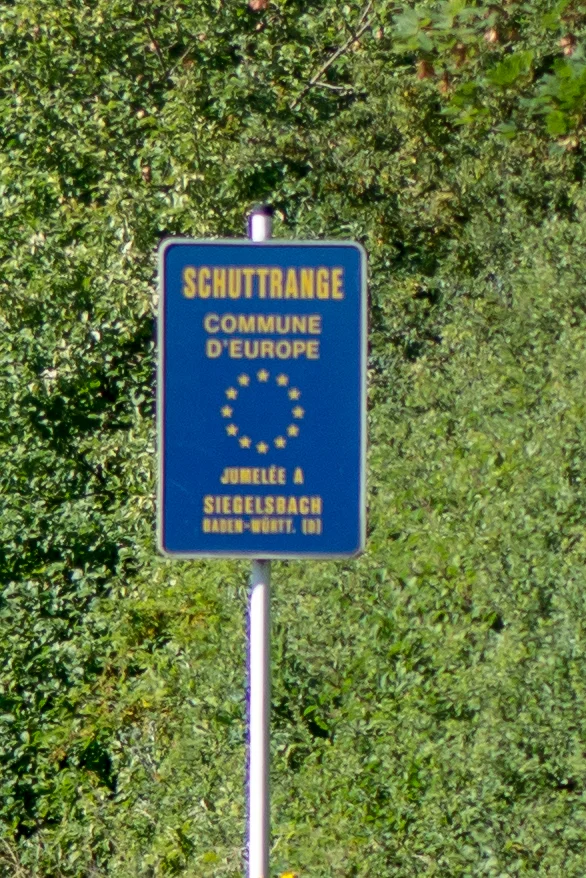 SCHUTTRANGE
COMMUNE
D'EUROPE
JUMELÉE A
SIEGELSBACH
BADEN-WÜRTT. (D)